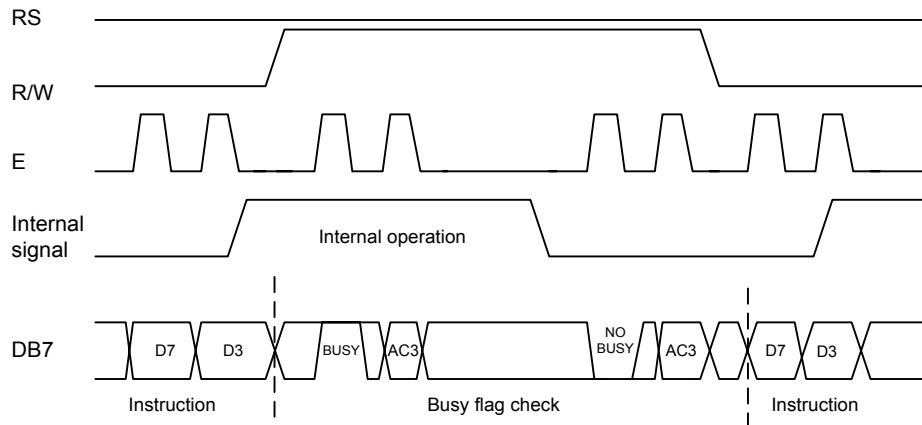 RS
R/W
E
Internal
signal
Internal operation
DB7
D7
D3
BUSY
AC3
NO
BUSY
AC3
D7
D3
Instruction
Busy flag check
Instruction